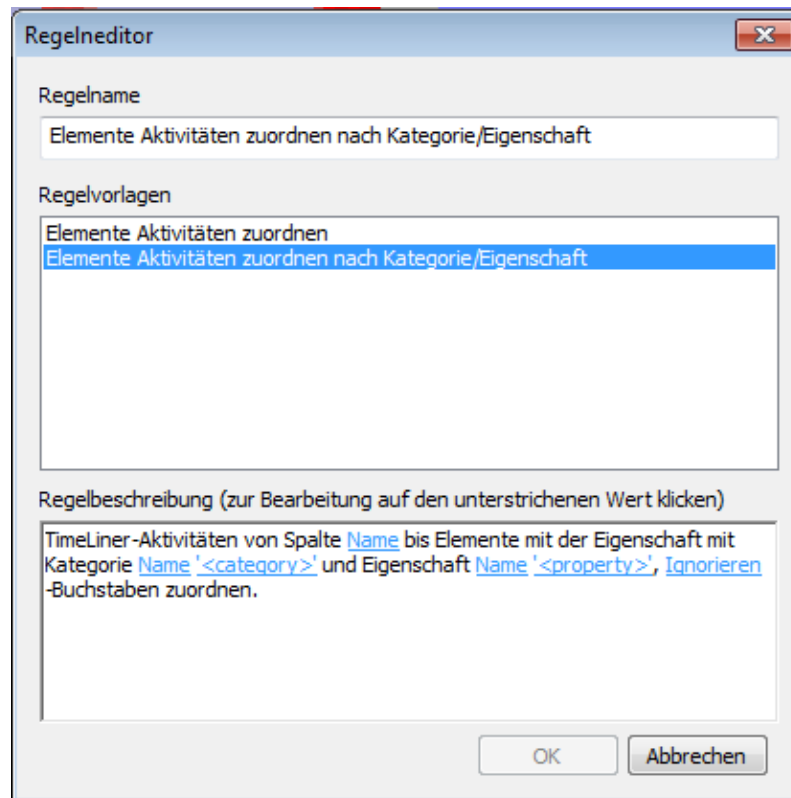 Regelneditor
Regelname
Elemente Aktivitäten zuordnen nach Kategorie/Eigenschaft
Regelvorlagen
Elemente Aktivitäten zuordnen
Elemente Aktivitäten zuordnen nach Kategorie/Eigenschaft
Regelbeschreibung (zur Bearbeitung auf den unterstrichenen Wert klicken)
TimeLiner-Aktivitäten von Spalte Name bis Elemente mit der Eigenschaft mit
Kategorie Name '<category>' und Eigenschaft Name '<property>', Ignorieren
-Buchstaben zuordnen.
OK Abbrechen